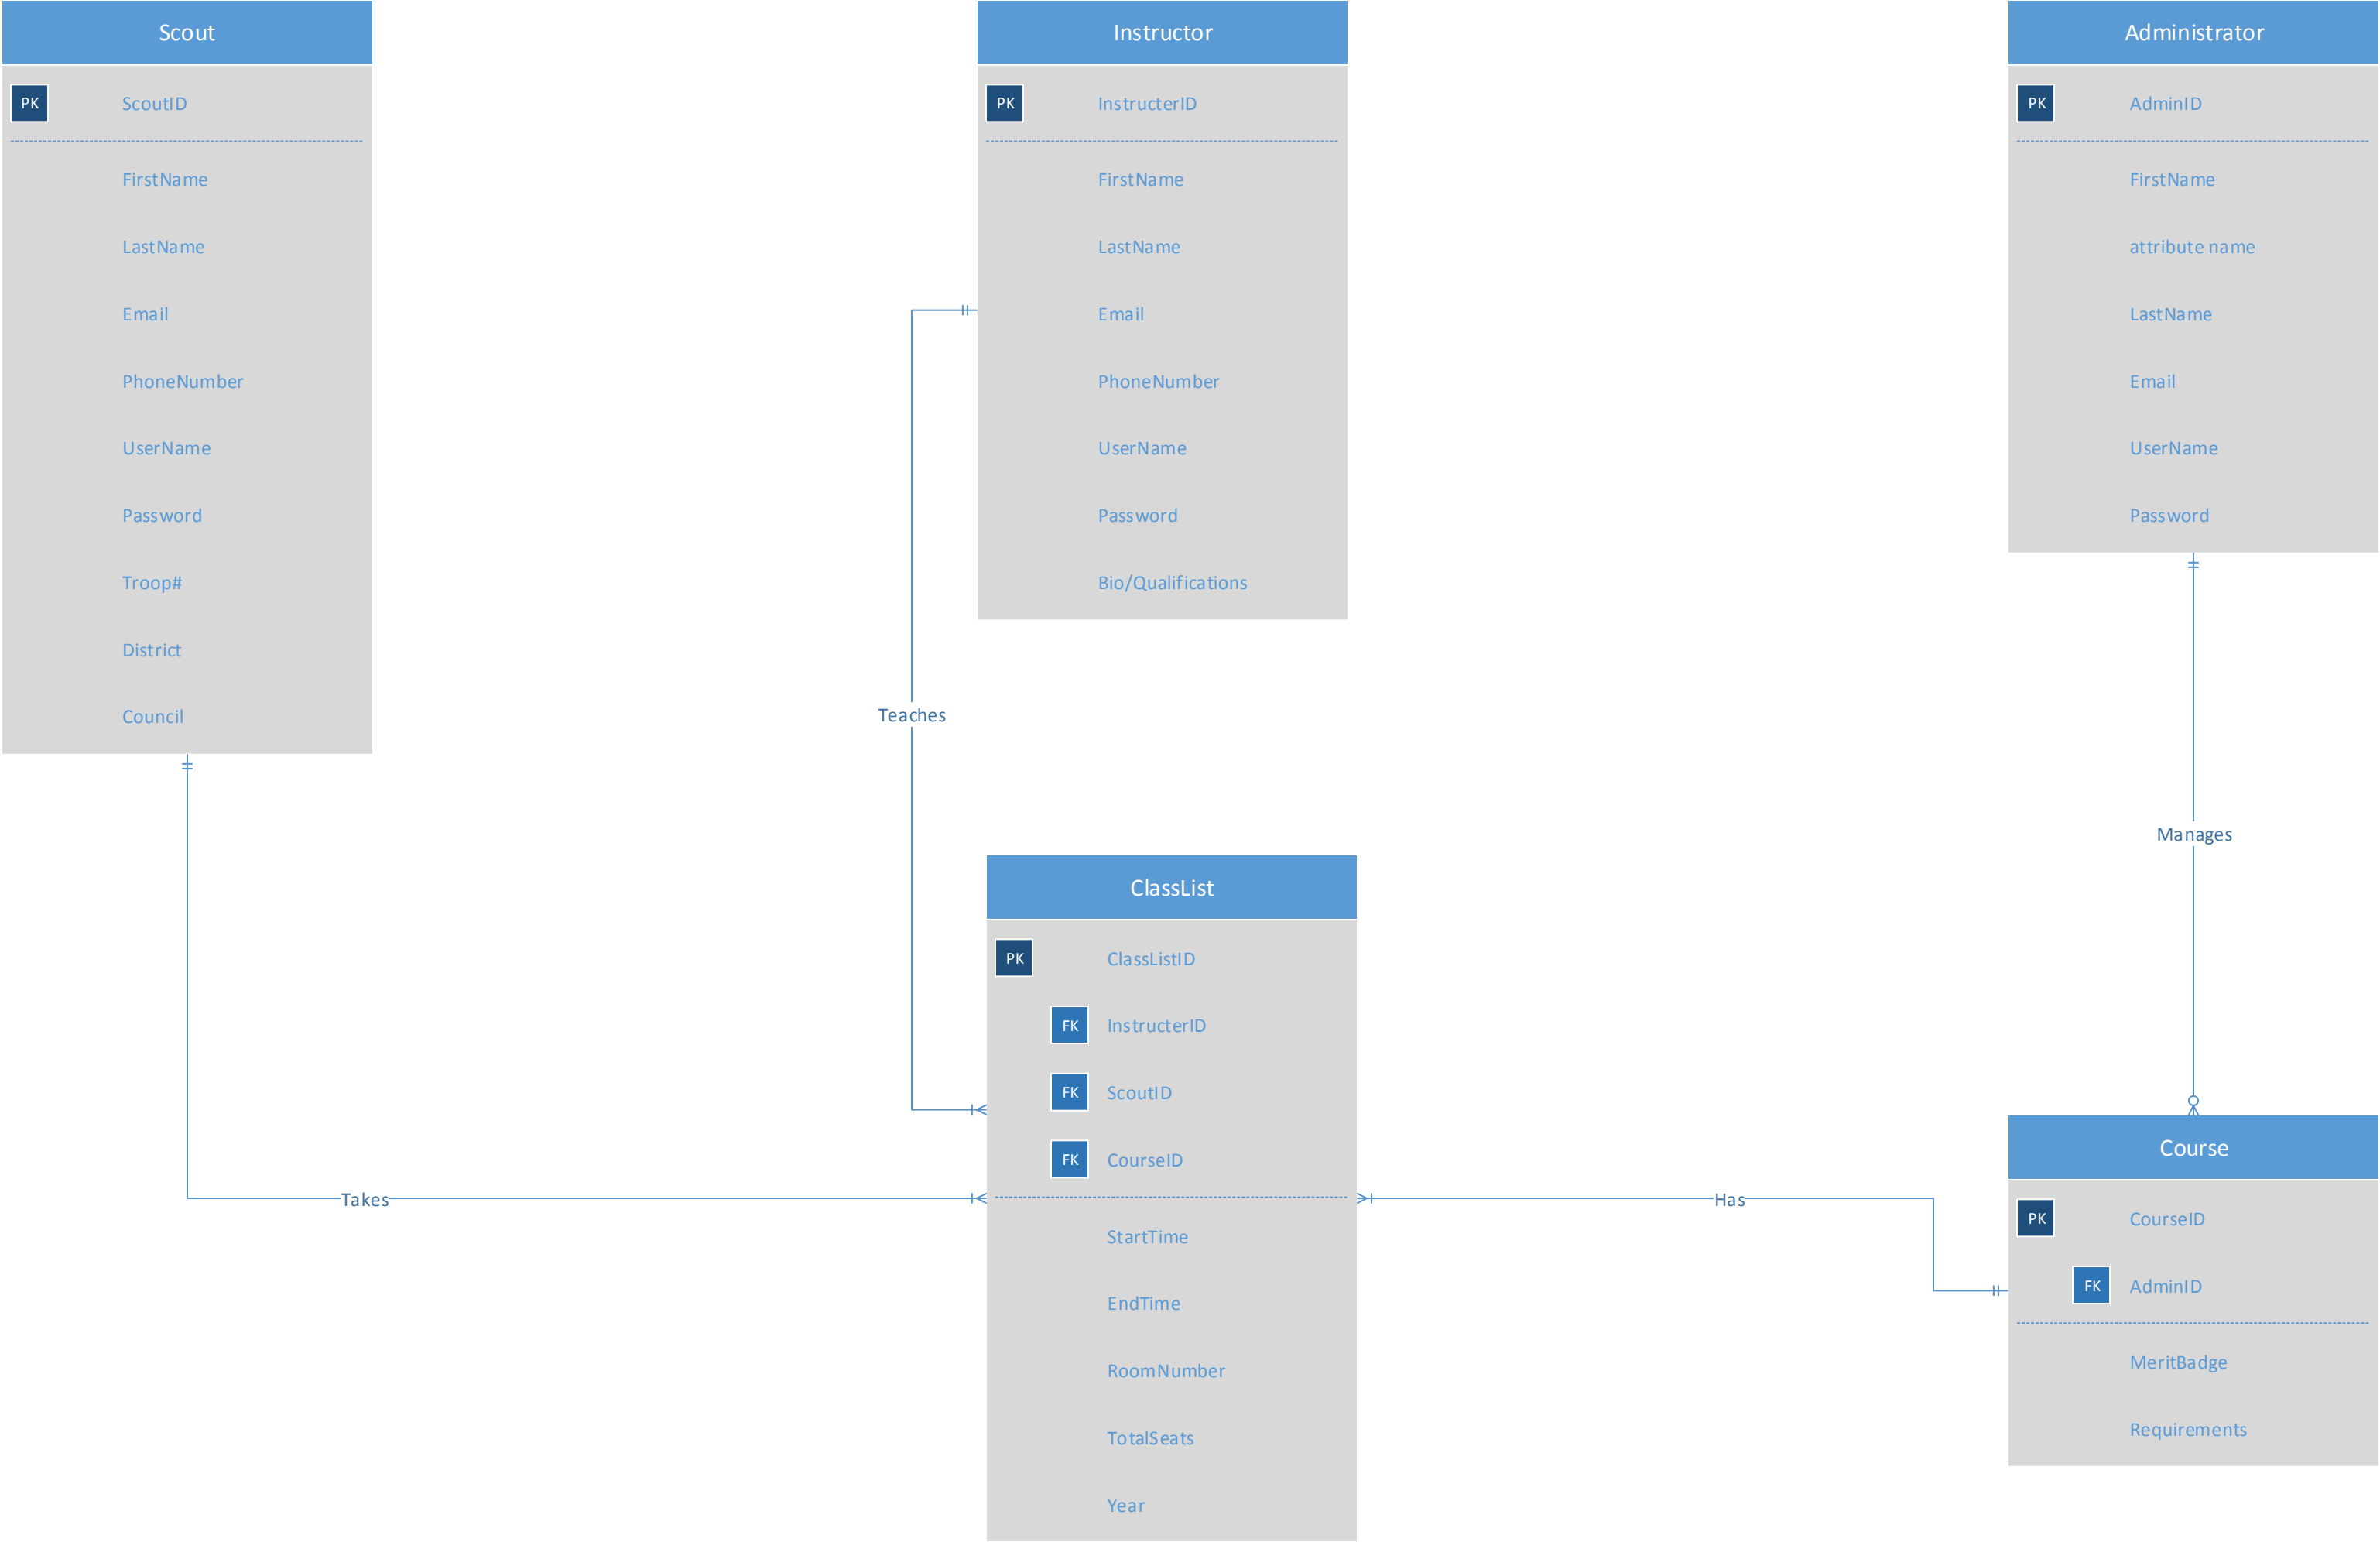 Scout
PK ScoutID
FirstName
LastName
Email
PhoneNumber
UserName
Password
Troop#
District
Council
Instructor
PK InstructerID
FirstName
LastName
Email
PhoneNumber
UserName
Password
Bio/Qualifications
Administrator
PK AdminID
FirstName
attribute name
LastName
Email
UserName
Password
Teaches
Manages
Takes
Has
ClassList
PK ClassListID
FK InstructerID
FK ScoutID
FK CourseID
StartTime
EndTime
RoomNumber
TotalSeats
Year
Course
PK CourseID
FK AdminID
MeritBadge
Requirements